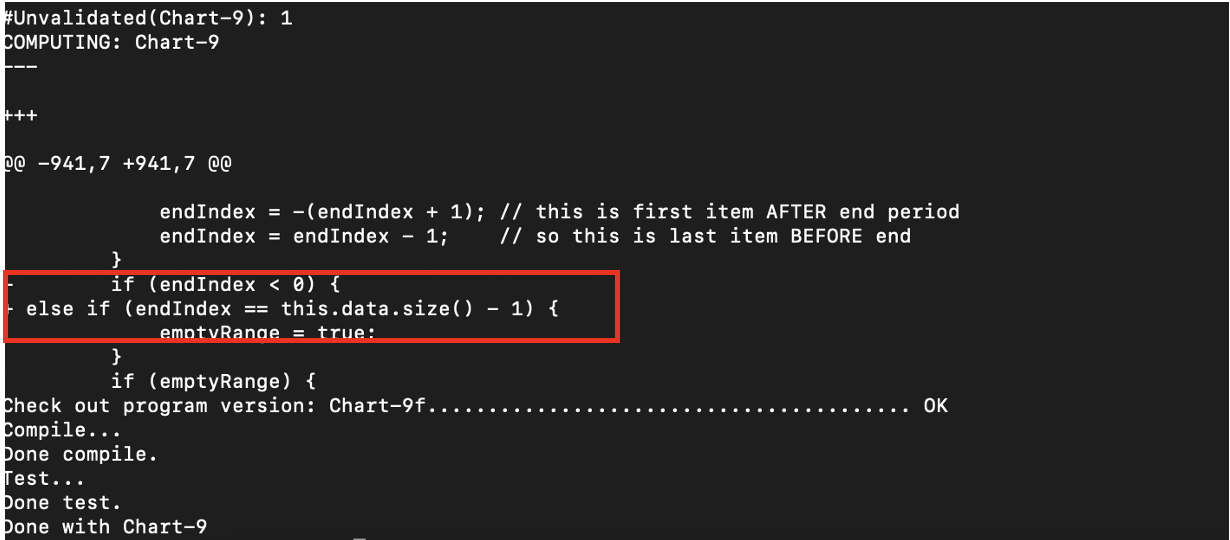 #Unvalidated(Chart-9): 1
COMPUTING: Chart-9
---
+++
@@ -941,7 +941,7 @@
endIndex = -(endIndex + 1); // this is first item AFTER end period
endIndex = endIndex - 1;    // so this is last item BEFORE end
}
-        if (endIndex < 0) {
+ else if (endIndex == this.data.size() - 1) {
emptyRange = true;
}
if (emptyRange) {
Check out program version: Chart-9f........................................ OK
Compile...
Done compile.
Test...
Done test.
Done with Chart-9